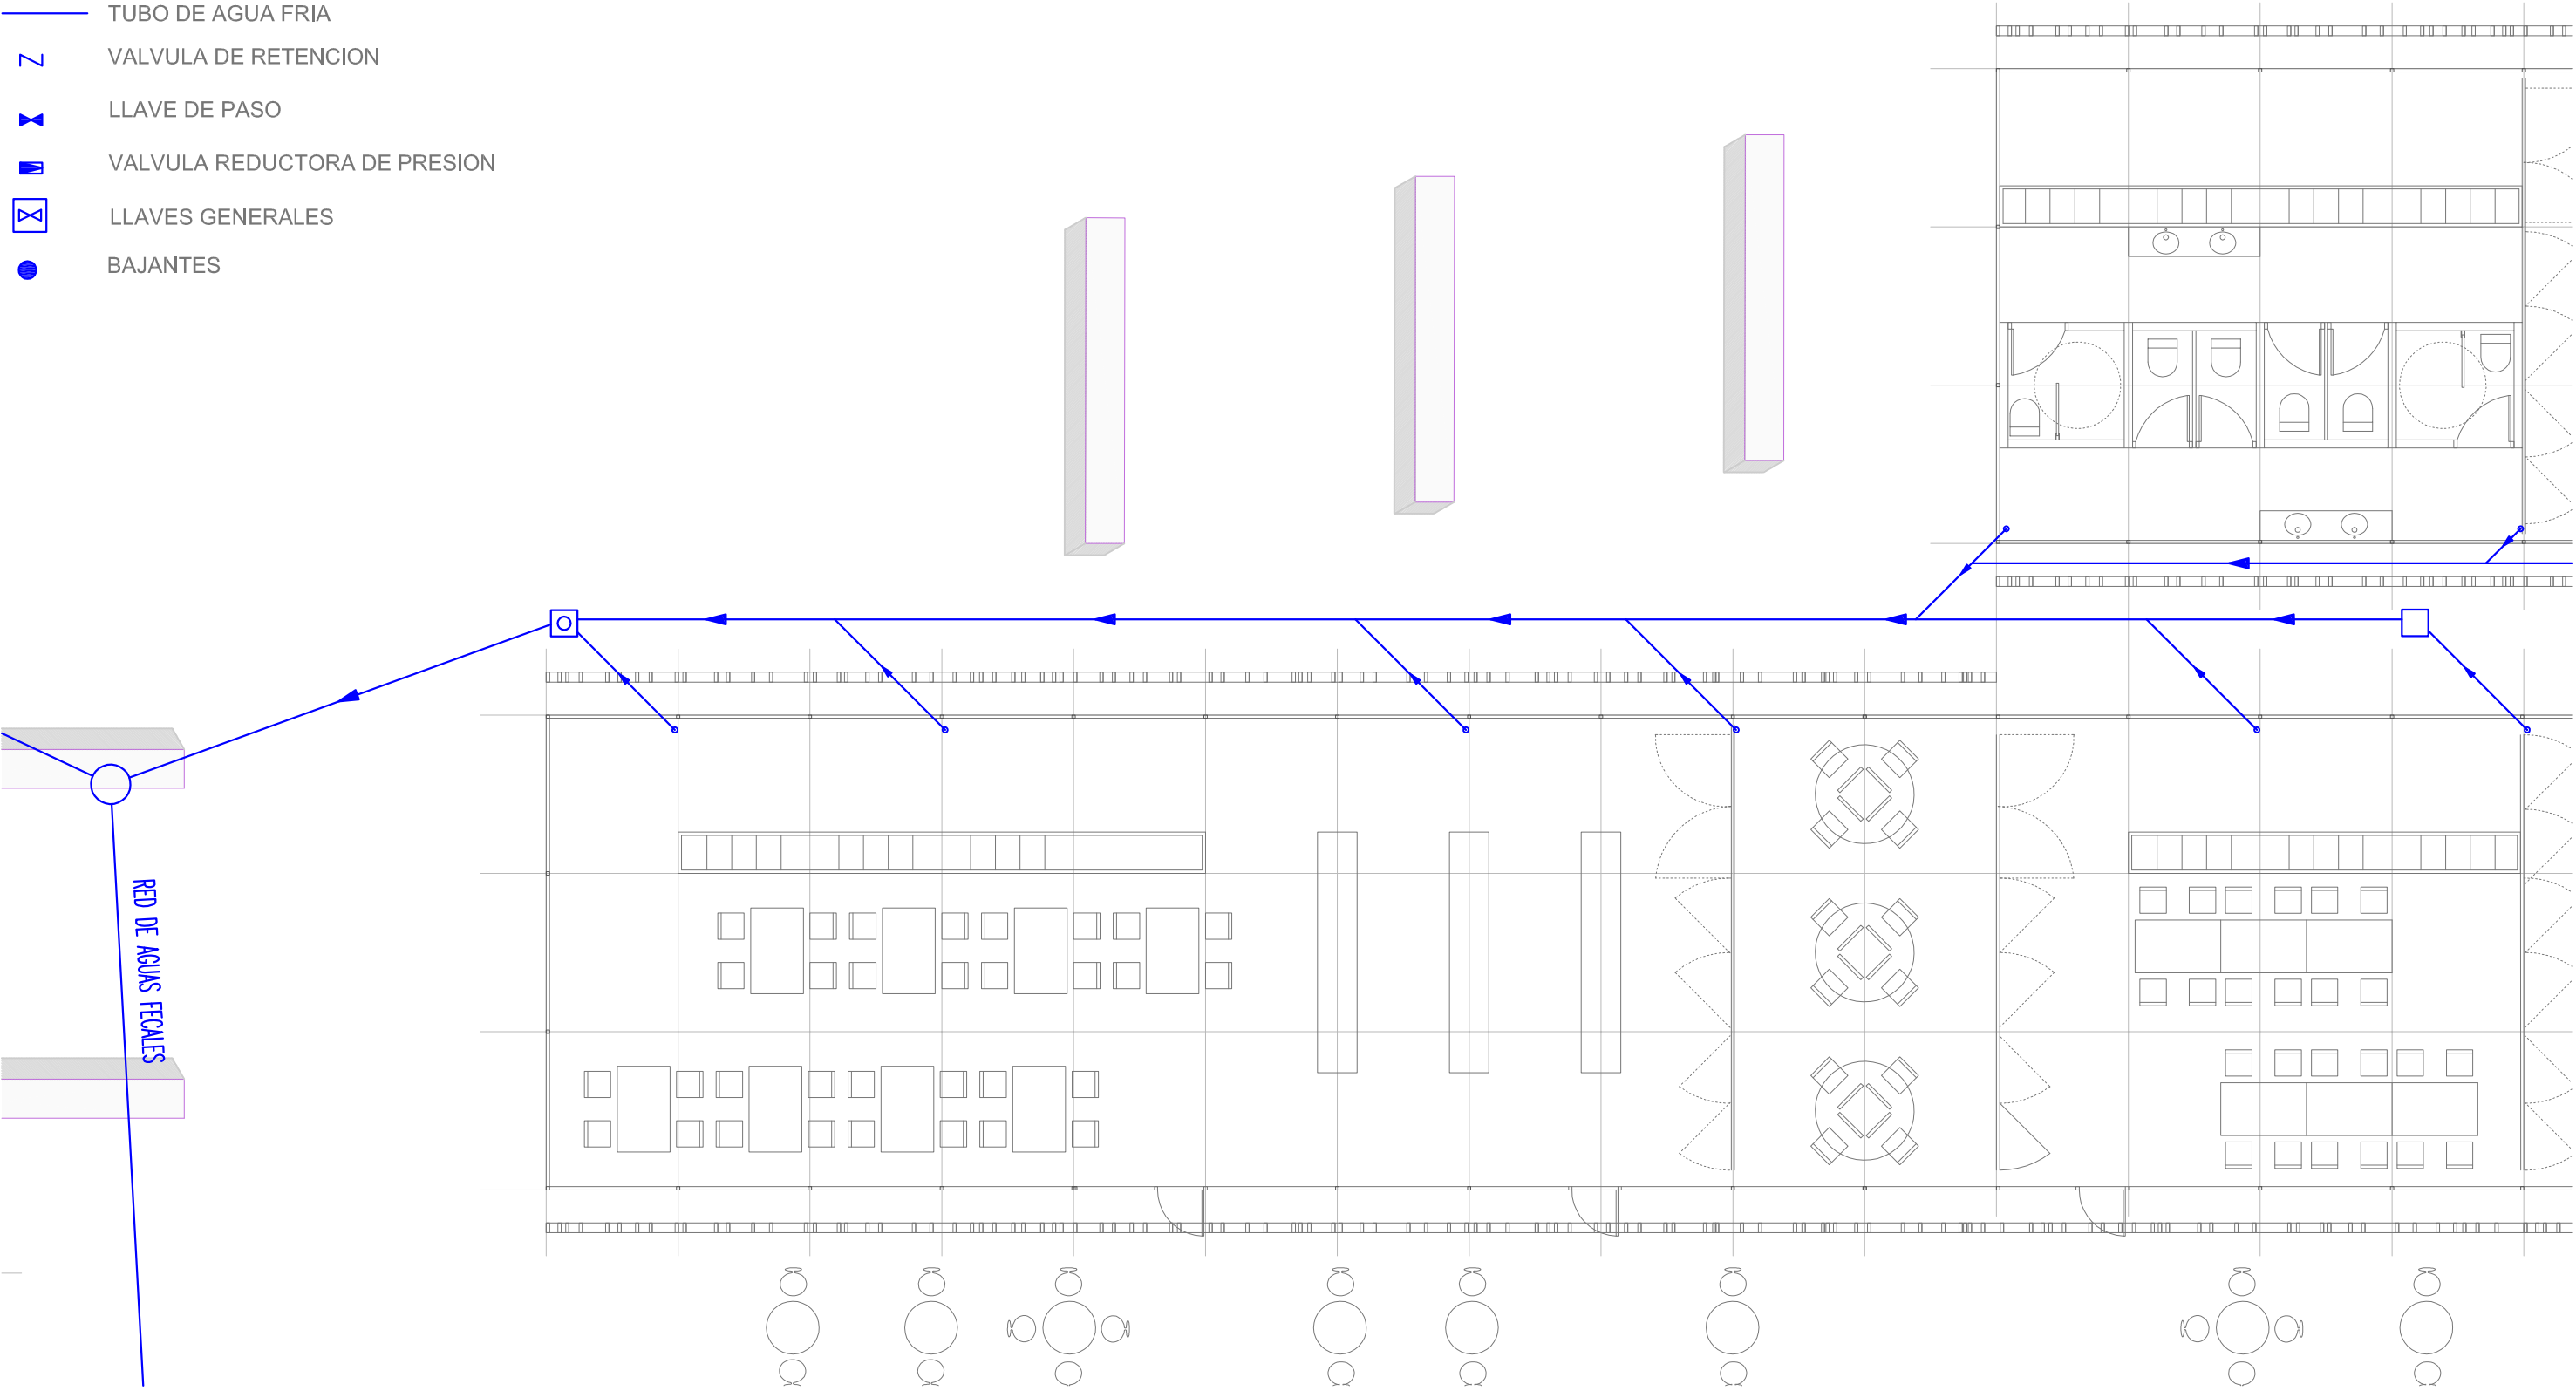 TUBO DE AGUA FRIA
VALVULA DE RETENCION
LLAVE DE PASO
VALVULA REDUCTORA DE PRESION
LLAVES GENERALES
BAJANTES
RED DE AGUAS FECALES